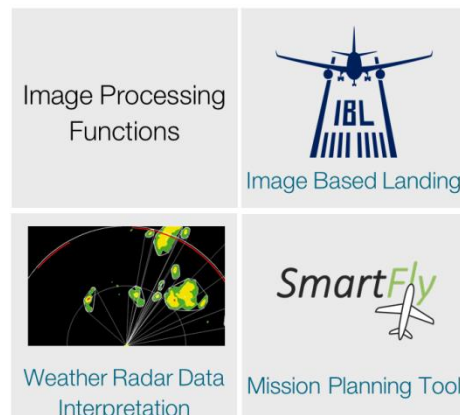 Image Processing
Functions
IBL
Image Based Landing
Weather Radar Data
Interpretation
SmartFly
Mission Planning Tool